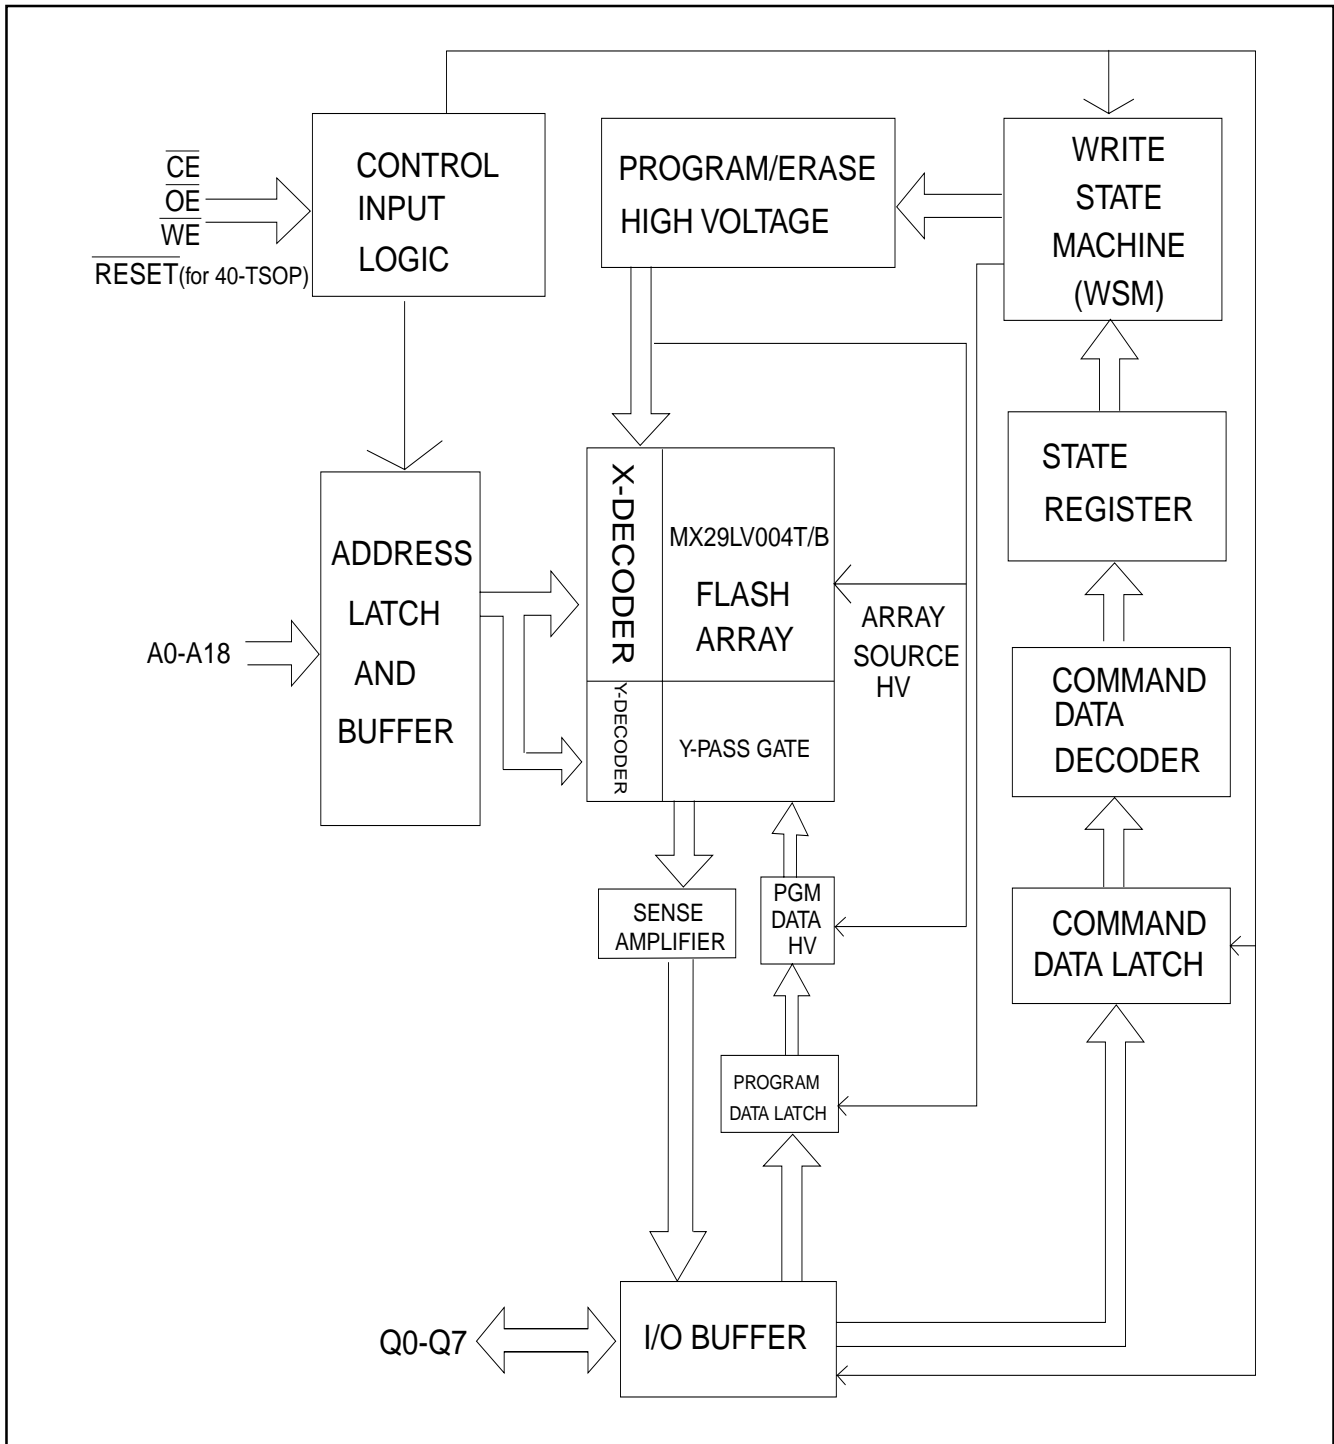 CE
OE
WE
RESET(for 40-TSOP)
CONTROL
INPUT
LOGIC
PROGRAM/ERASE
HIGH VOLTAGE
WRITE
STATE
MACHINE
(WSM)
STATE
REGISTER
A0-A18
ADDRESS
LATCH
AND
BUFFER
X-DECODER
MX29LV004T/B
FLASH
ARRAY
ARRAY
SOURCE
HV
Y-DECODER
Y-PASS GATE
COMMAND
DATA
DECODER
SENSE
AMPLIFIER
PGM
DATA
HV
COMMAND
DATA LATCH
PROGRAM
DATA LATCH
Q0-Q7
I/O BUFFER